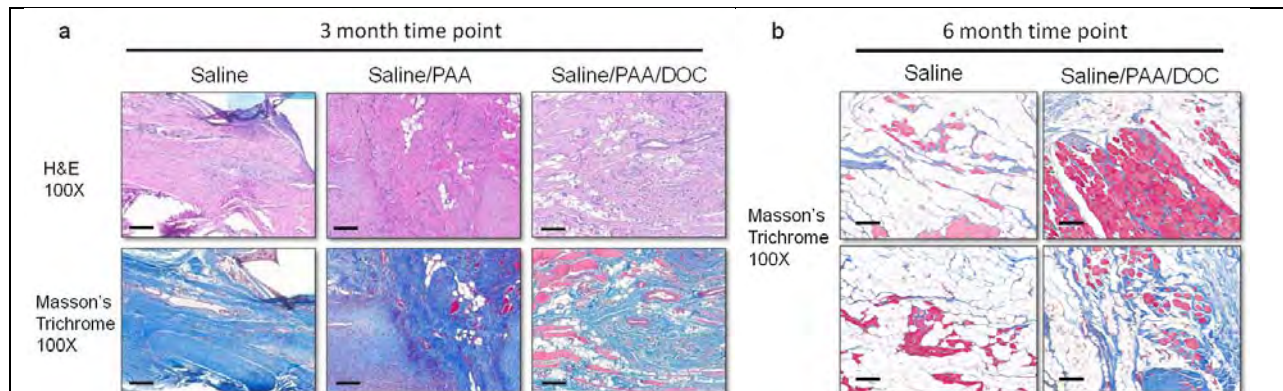 a
3 month time point
Saline
Saline/PAA
Saline/PAA/DOC
H&E
100X
Masson's
Trichrome
100X
b
6 month time point
Saline
Saline/PAA/DOC
Masson's
Trichrome
100X